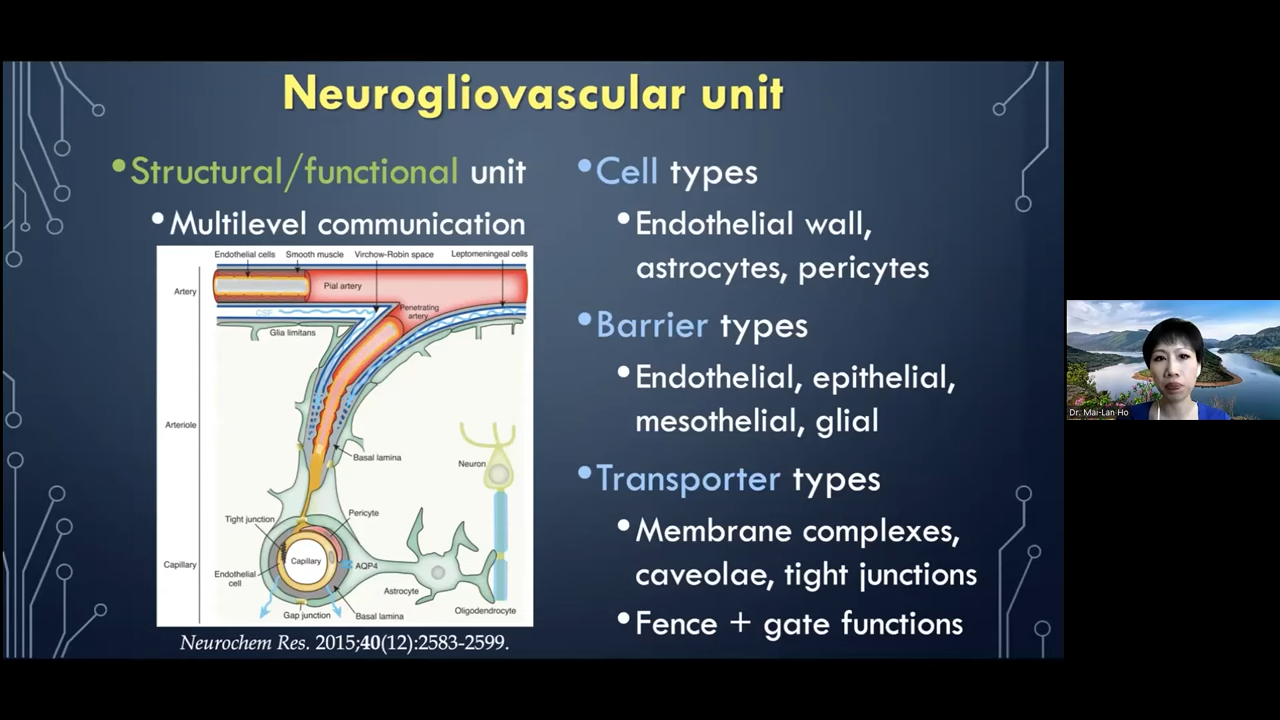 Neurogliovascular unit
•Structural/functional unit
•Multilevel communication
Endothelial cells Smooth muscle Virchow-Robin space Leptomeningeal cells
Artery
Pial artery
CSF
Penetrating
artery
Glia limitans
Arteriole
Basal lamina
Neuron
Tight junction
Pericyte
Capillary
Capillary
AQP4
Endothelial
cell
Astrocyte
Gap junction
Basal lamina
Oligodendrocyte
Neurochem Res. 2015;40(12):2583-2599.
•Cell types
•Endothelial wall,
astrocytes, pericytes
•Barrier types
•Endothelial, epithelial,
mesothelial, glial
•Transporter types
•Membrane complexes,
caveolae, tight junctions
•Fence + gate functions
Dr. Mai-Lan Ho